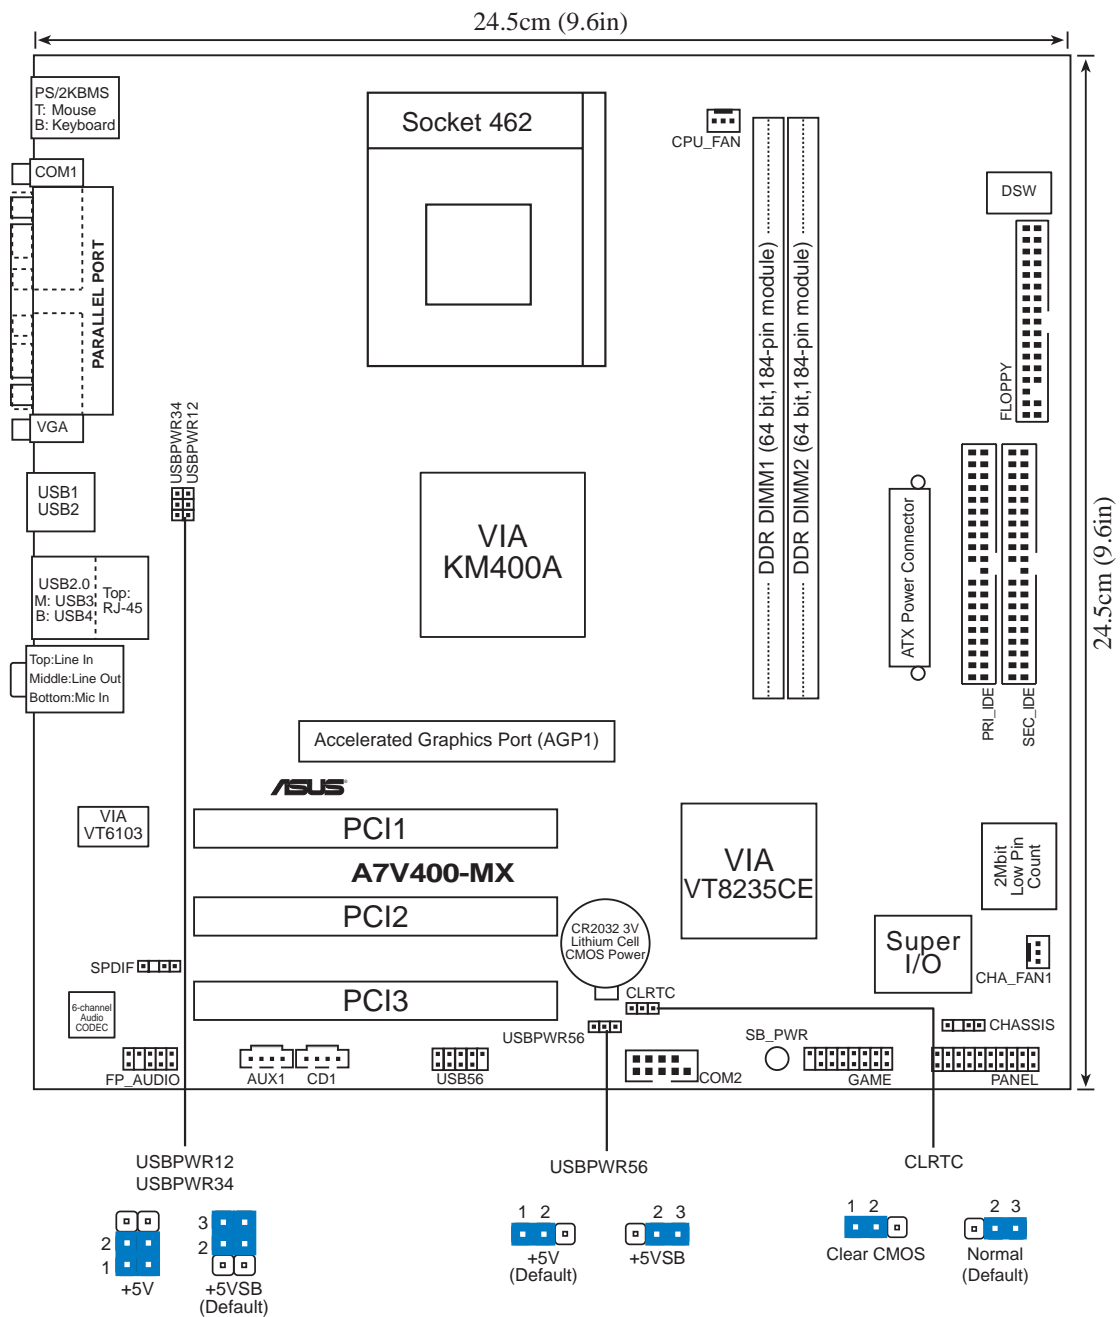 24.5cm (9.6in)
PS/2KBMS
T: Mouse
B: Keyboard
Socket 462
CPU_FAN
COM1
DSW
PARALLEL PORT
DDR DIMM1 (64 bit,184-pin module)
DDR DIMM2 (64 bit,184-pin module)
FLOPPY
VGA
USBPWR34
USBPWR12
USB1
USB2
VIA
KM400A
ATX Power Connector
24.5cm (9.6in)
USB2.0
M: USB3
B: USB4
Top:
RJ-45
Top:Line In
Middle:Line Out
Bottom:Mic In
PRI_IDE
SEC_IDE
Accelerated Graphics Port (AGP1)
ASUS
VIA
VT6103
PCI1
VIA
VT8235CE
2Mbit
Low Pin
Count
A7V400-MX
PCI2
CR2032 3V
Lithium Cell
CMOS Power
Super
I/O
SPDIF
CHA_FAN1
PCI3
CLRTC
6-channel
Audio
CODEC
USBPWR56
SB_PWR
CHASSIS
FP_AUDIO
AUX1
CD1
USB56
COM2
GAME
PANEL
USBPWR12
USBPWR34
2
1
+5V
3
2
+5VSB
(Default)
USBPWR56
1 2
+5V
(Default)
2 3
+5VSB
CLRTC
1 2
Clear CMOS
2 3
Normal
(Default)